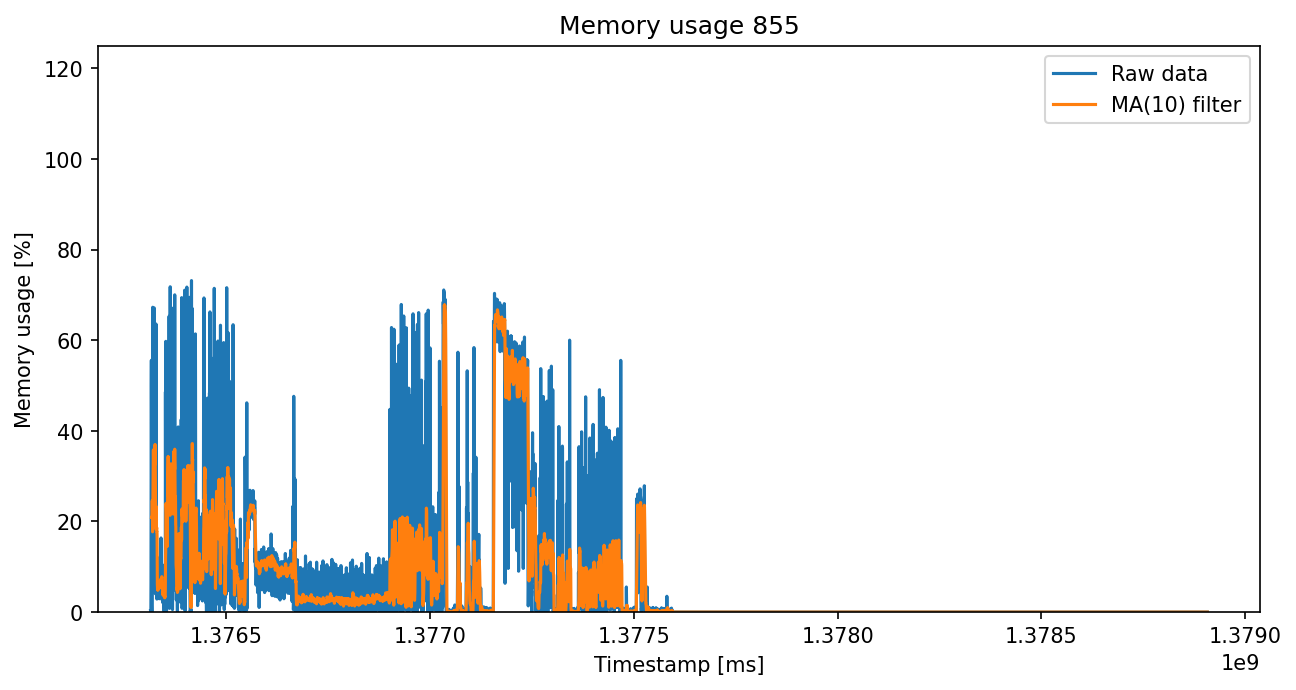 Memory usage 855
Raw data
MA(10) filter
Memory usage [%]
120
100
80
60
40
20
0
1.3765 1.3770 1.3775 1.3780 1.3785 1.3790
1e9
Timestamp [ms]